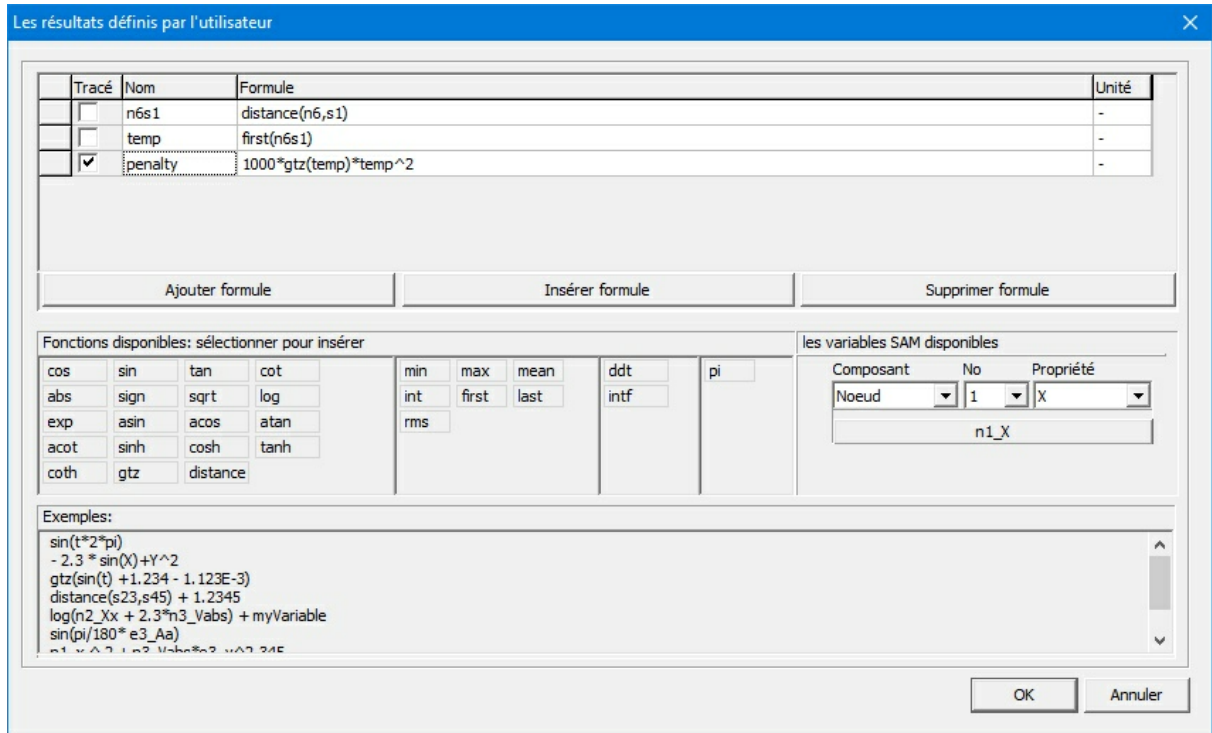 Les résultats définis par l'utilisateur
Tracé Nom Formule Unité
n6s1 distance(n6,s1) -
temp first(n6s1) -
penalty 1000*gtz(temp)*temp^2 -
Ajouter formule Insérer formule Supprimer formule
Fonctions disponibles: sélectionner pour insérer
les variables SAM disponibles
cos sin tan cot min max mean ddt pi
abs sign sqrt log int first last intf
exp asin acos atan rms
acot sinh cosh tanh
coth gtz distance
Composant No Propriété
Noeud 1 X
n1_X
Exemples:
sin(t*2*pi)
- 2.3 * sin(X)+Y^2
gtz(sin(t) +1.234 - 1.123E-3)
distance(s23,s45) + 1.2345
log(n2_Xx + 2.3*n3_Vabs) + myVariable
sin(pi/180* e3_Aa)
OK Annuler